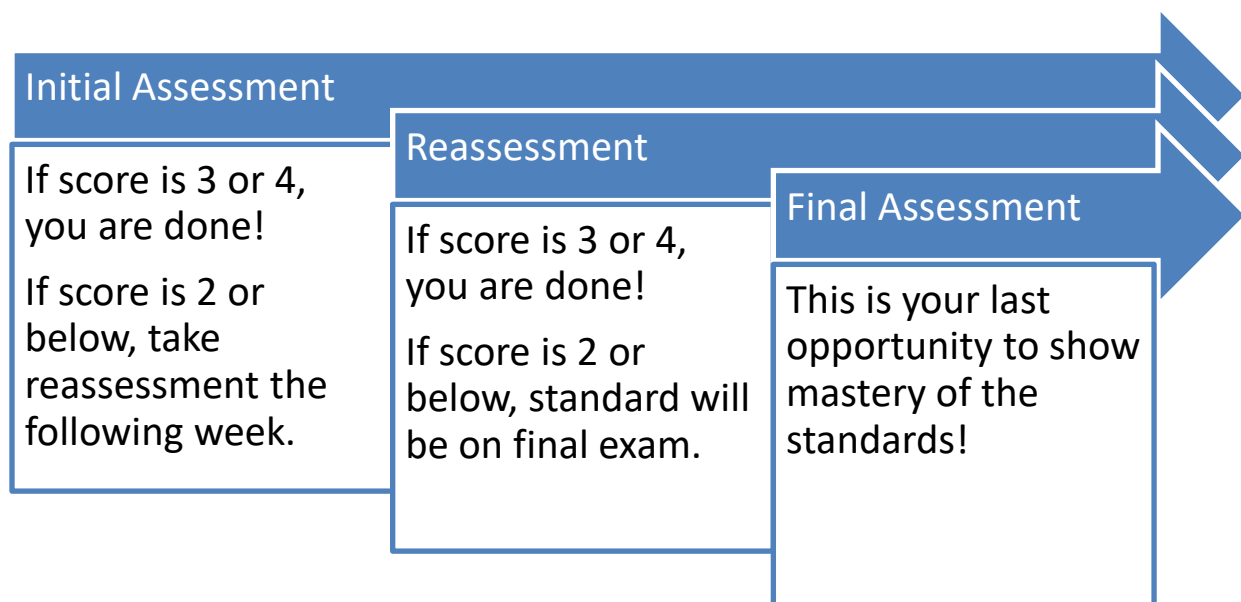 Initial Assessment
If score is 3 or 4,
you are done!
If score is 2 or
below, take
reassessment the
following week.
Reassessment
If score is 3 or 4,
you are done!
If score is 2 or
below, standard will
be on final exam.
Final Assessment
This is your last
opportunity to show
mastery of the
standards!